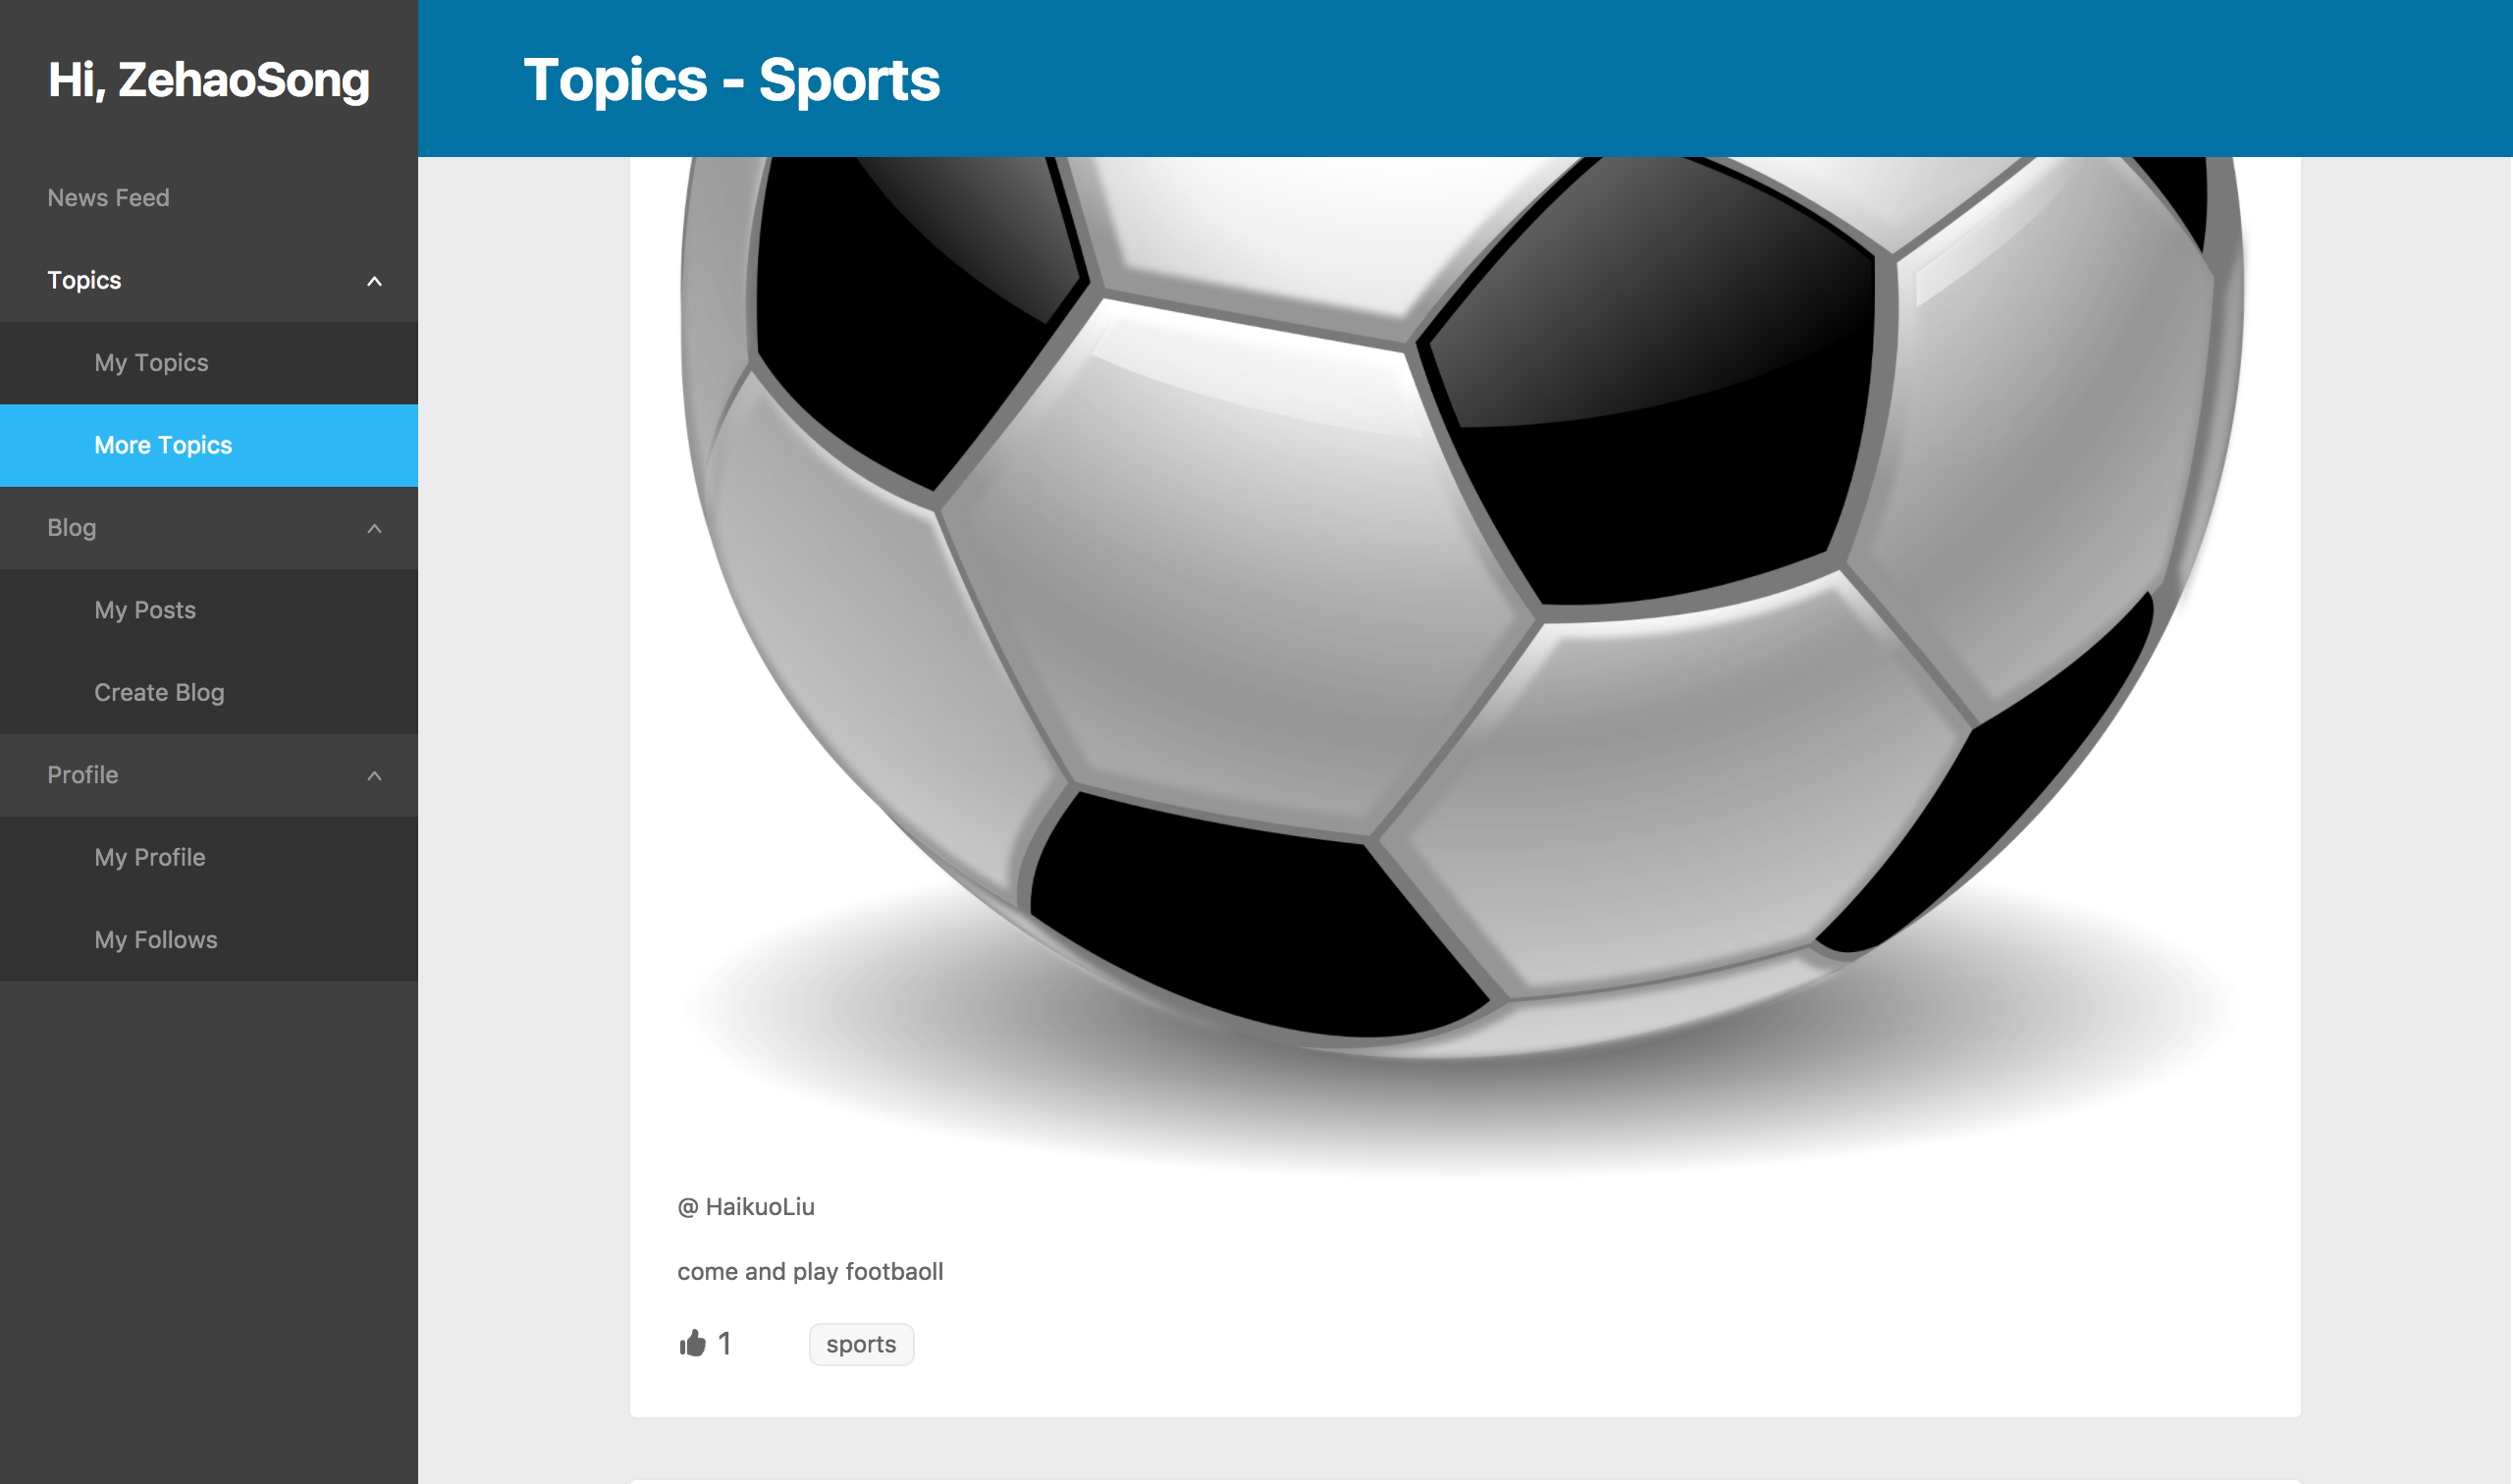 Hi, ZehaoSong
News Feed
Topics
My Topics
More Topics
Blog
My Posts
Create Blog
Profile
My Profile
My Follows
Topics - Sports
@ HaikuoLiu
come and play footbaoll
1
sports